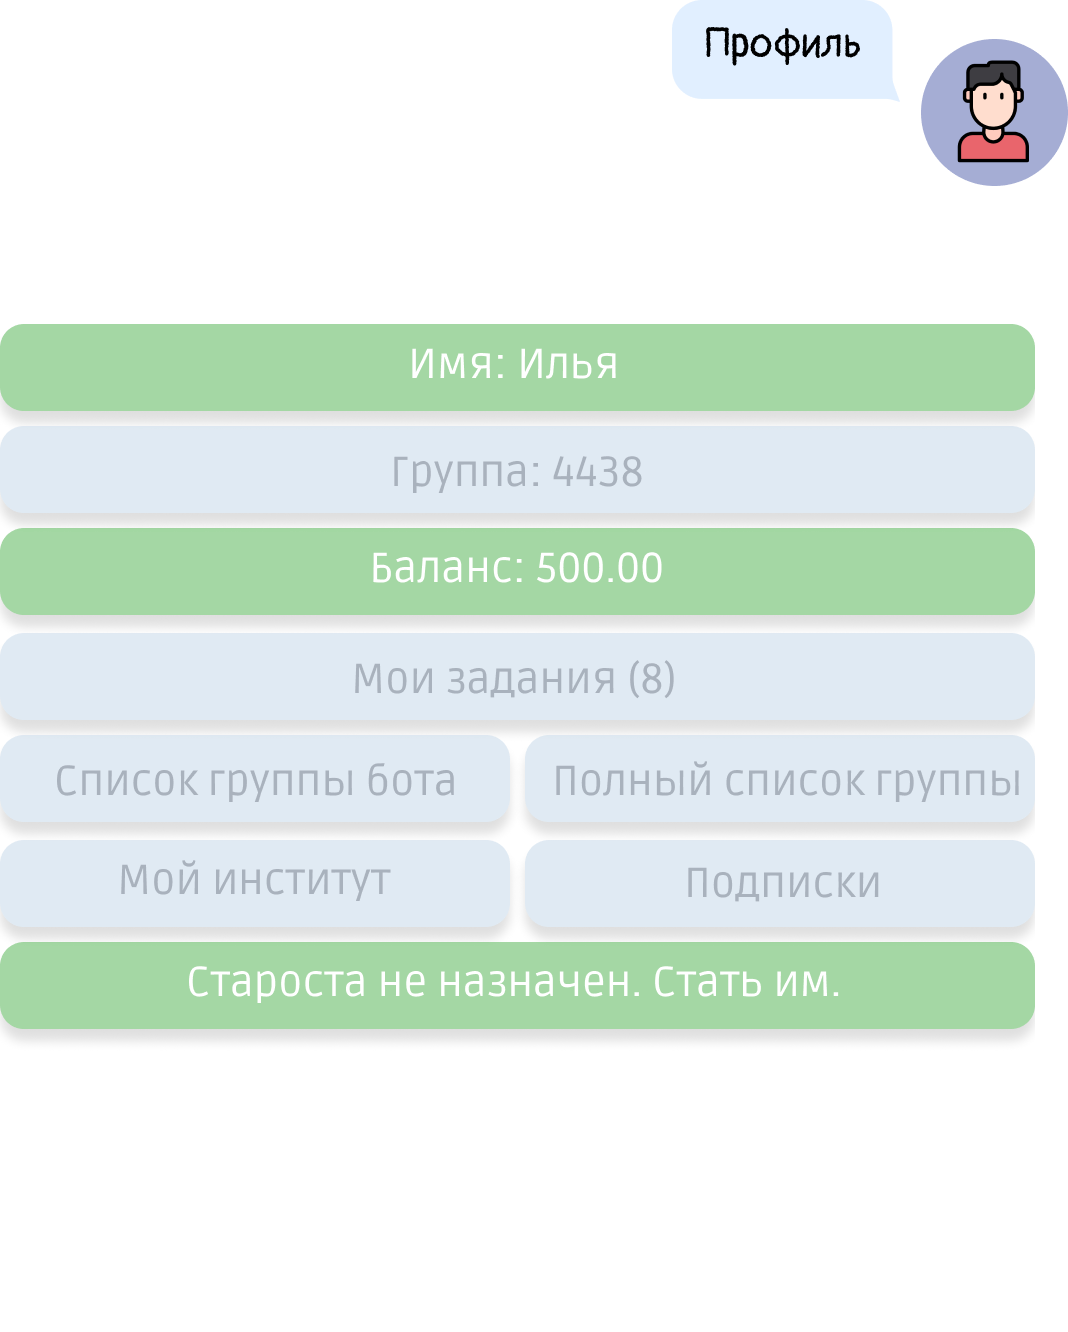 Профиль
Имя: Илья
Группа: 4438
Баланс: 500.00
Мои задания (8)
Список группы бота
Полный список группы
Мой институт
Подписки
Староста не назначен. Стать им.